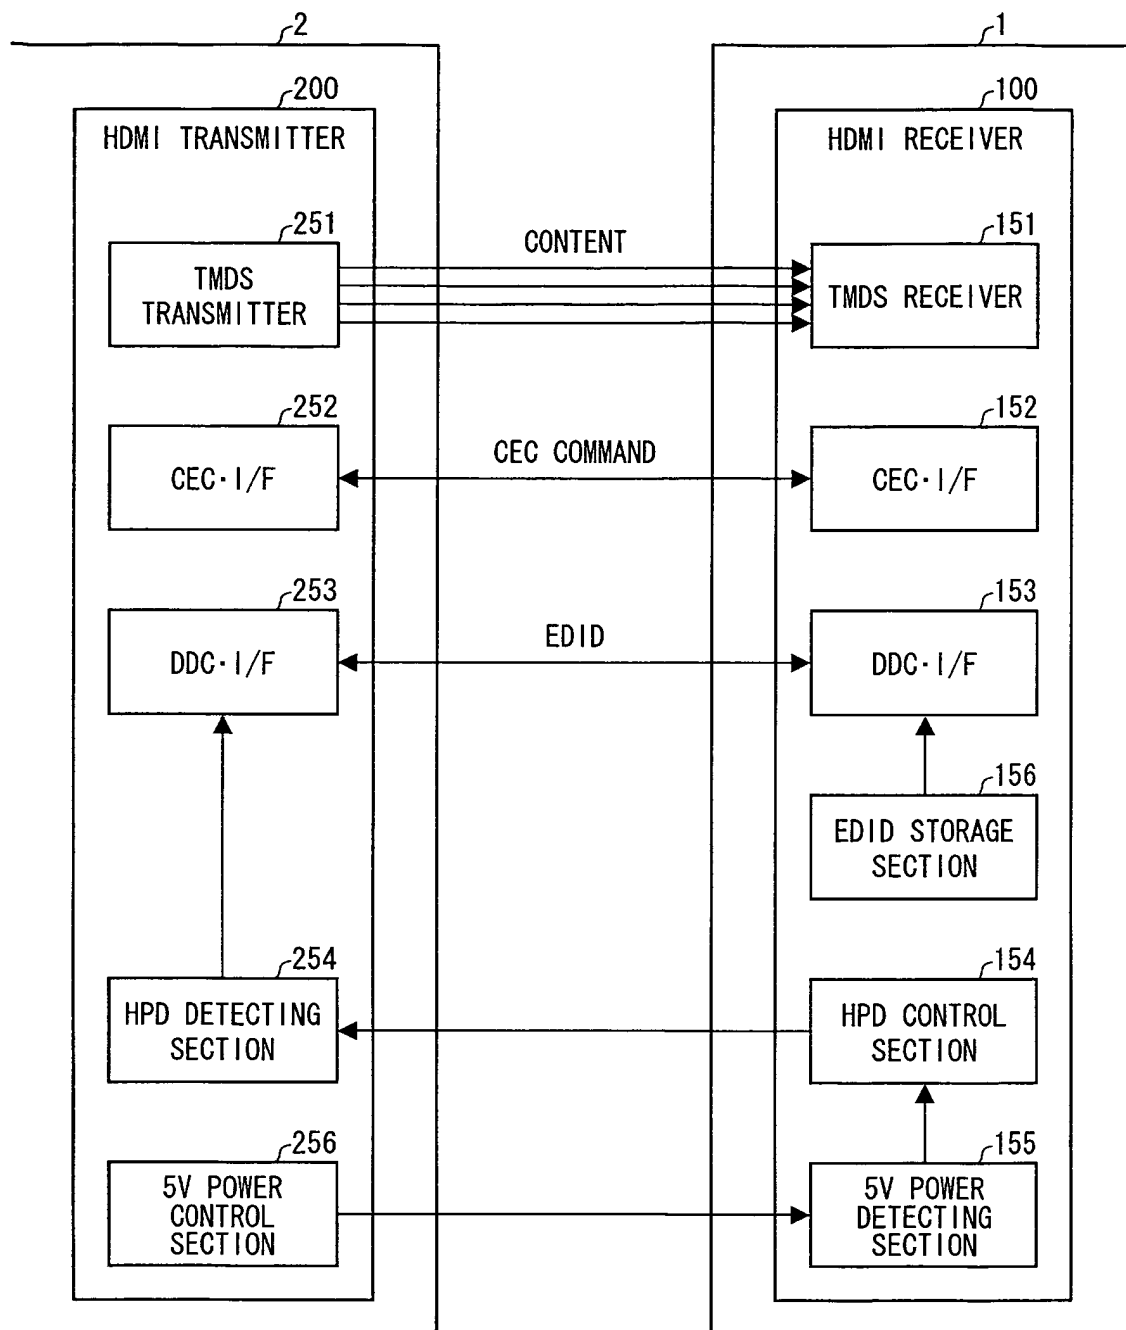 2
1
200
100
HDMI TRANSMITTER
HDMI RECEIVER
251
CONTENT
151
TMDS
TRANSMITTER
TMDS RECEIVER
252
CEC COMMAND
152
CEC·I/F
CEC·I/F
253
EDID
153
DDC·I/F
DDC·I/F
156
EDID STORAGE
SECTION
254
154
HPD DETECTING
SECTION
HPD CONTROL
SECTION
256
155
5V POWER
CONTROL
SECTION
5V POWER
DETECTING
SECTION